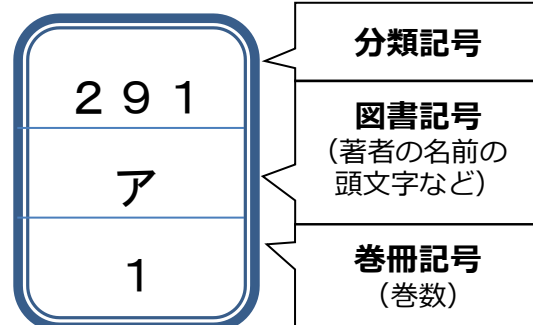 291
ア
1
分類記号
図書記号
（著者の名前の
頭文字など）
巻冊記号
（巻数）